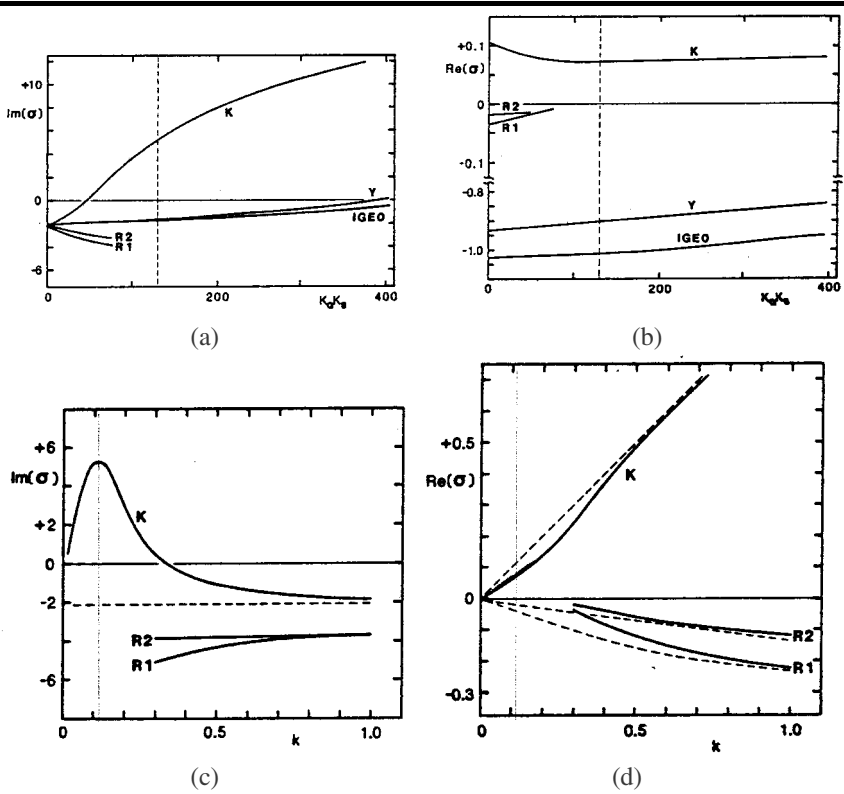 +10
Im(σ)
0
-6
K
Y
IGEO
R2
R1
0
200
400
KQKS
(a)
+0.1
Re(σ)
0
-0.1
-0.8
-1.0
K
R2
R1
Y
IGEO
0
200
400
KQKS
(b)
+6
Im(σ)
+2
0
-2
-6
K
R2
R1
0
0.5
1.0
k
(c)
+0.5
Re(σ)
0
-0.3
K
R2
R1
0
0.5
1.0
k
(d)